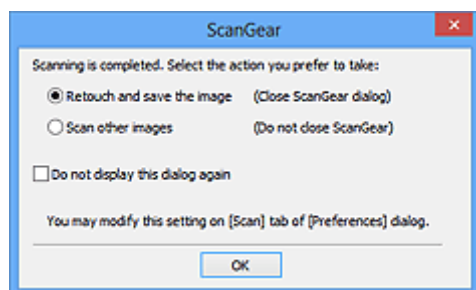 ScanGear
Scanning is completed. Select the action you prefer to take:
Retouch and save the image (Close ScanGear dialog)
Scan other images (Do not close ScanGear)
Do not display this dialog again
You may modify this setting on [Scan] tab of [Preferences] dialog.
OK